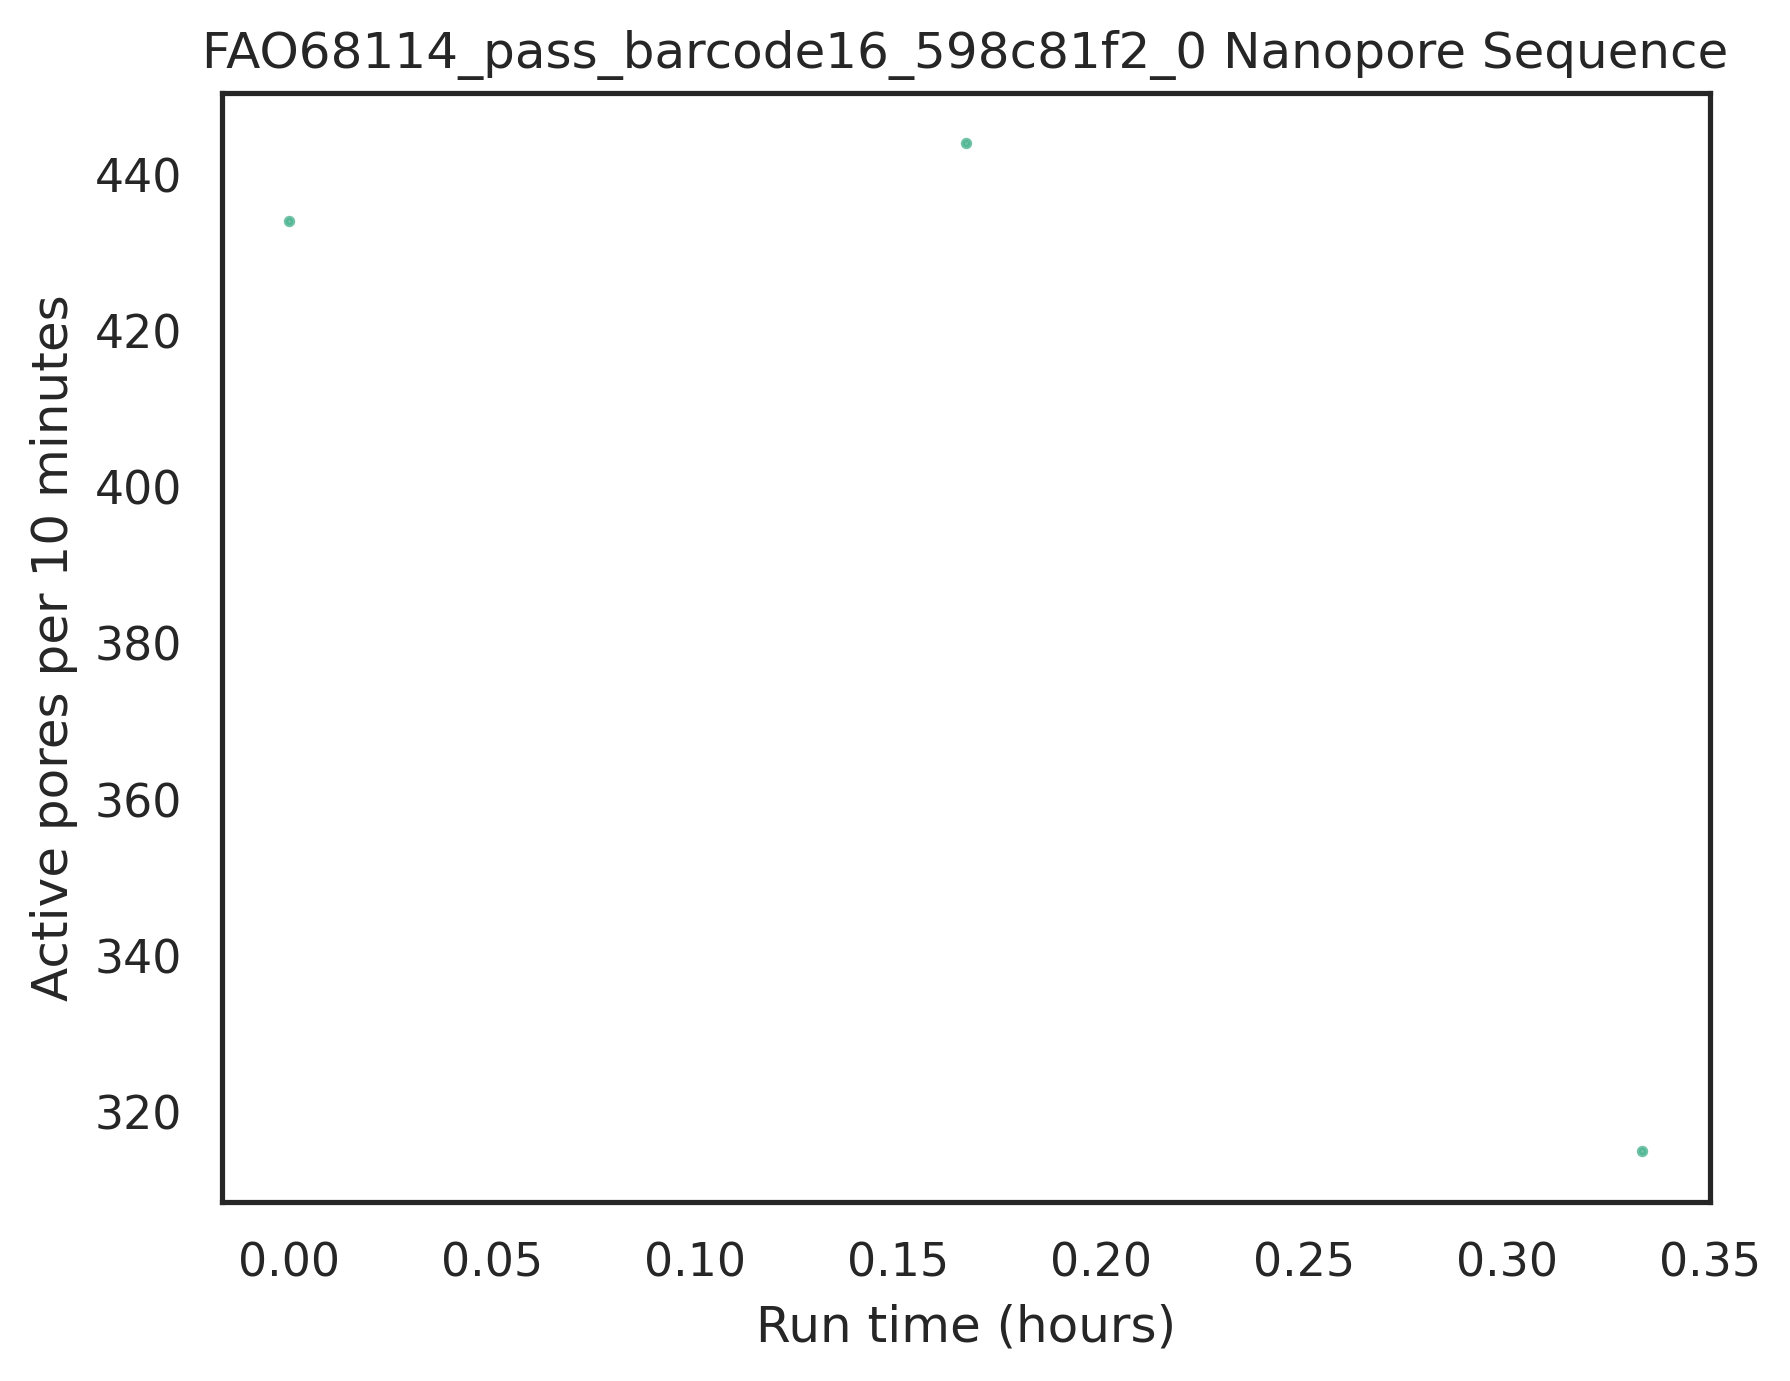 FAO68114_pass_barcode16_598c81f2_0 Nanopore Sequence
Active pores per 10 minutes
440
420
400
380
360
340
320
0.00 0.05 0.10 0.15 0.20 0.25 0.30 0.35
Run time (hours)